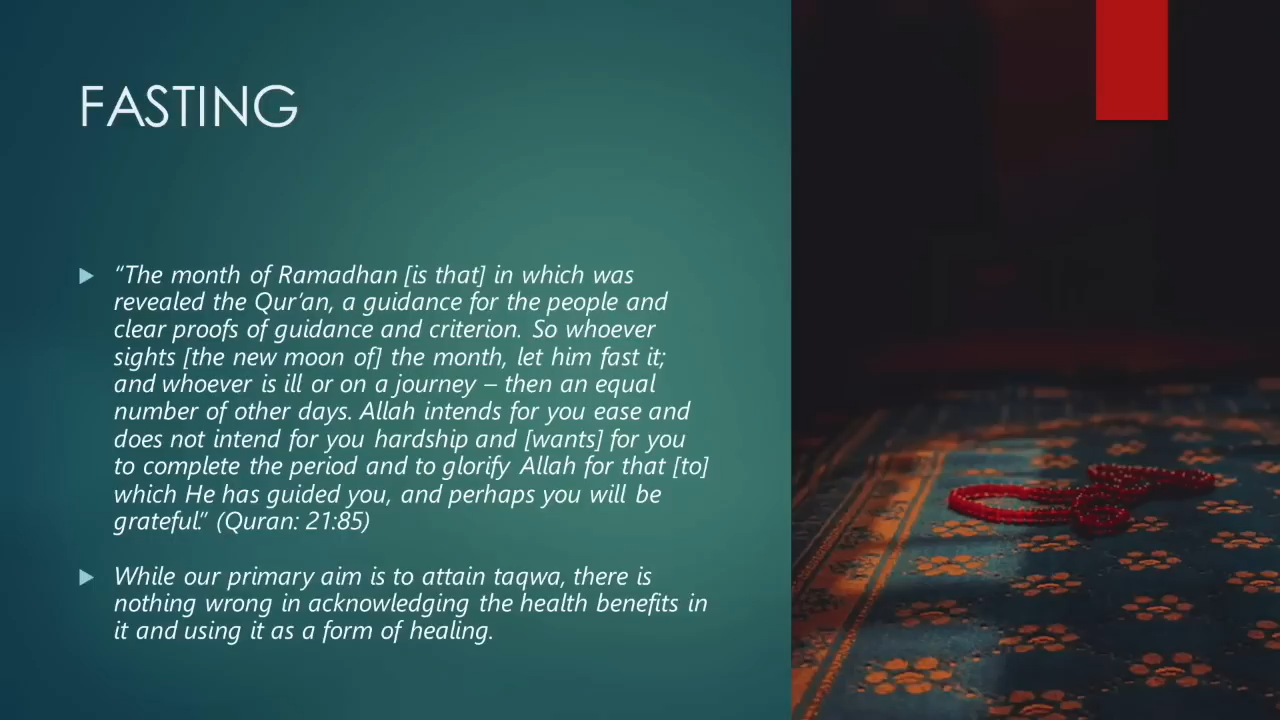 FASTING
“The month of Ramadhan [is that] in which was
revealed the Qur’an, a guidance for the people and
clear proofs of guidance and criterion. So whoever
sights [the new moon of] the month, let him fast it;
and whoever is ill or on a journey – then an equal
number of other days. Allah intends for you ease and
does not intend for you hardship and [wants] for you
to complete the period and to glorify Allah for that [to]
which He has guided you, and perhaps you will be
grateful.” (Quran: 21:85)
While our primary aim is to attain taqwa, there is
nothing wrong in acknowledging the health benefits in
it and using it as a form of healing.